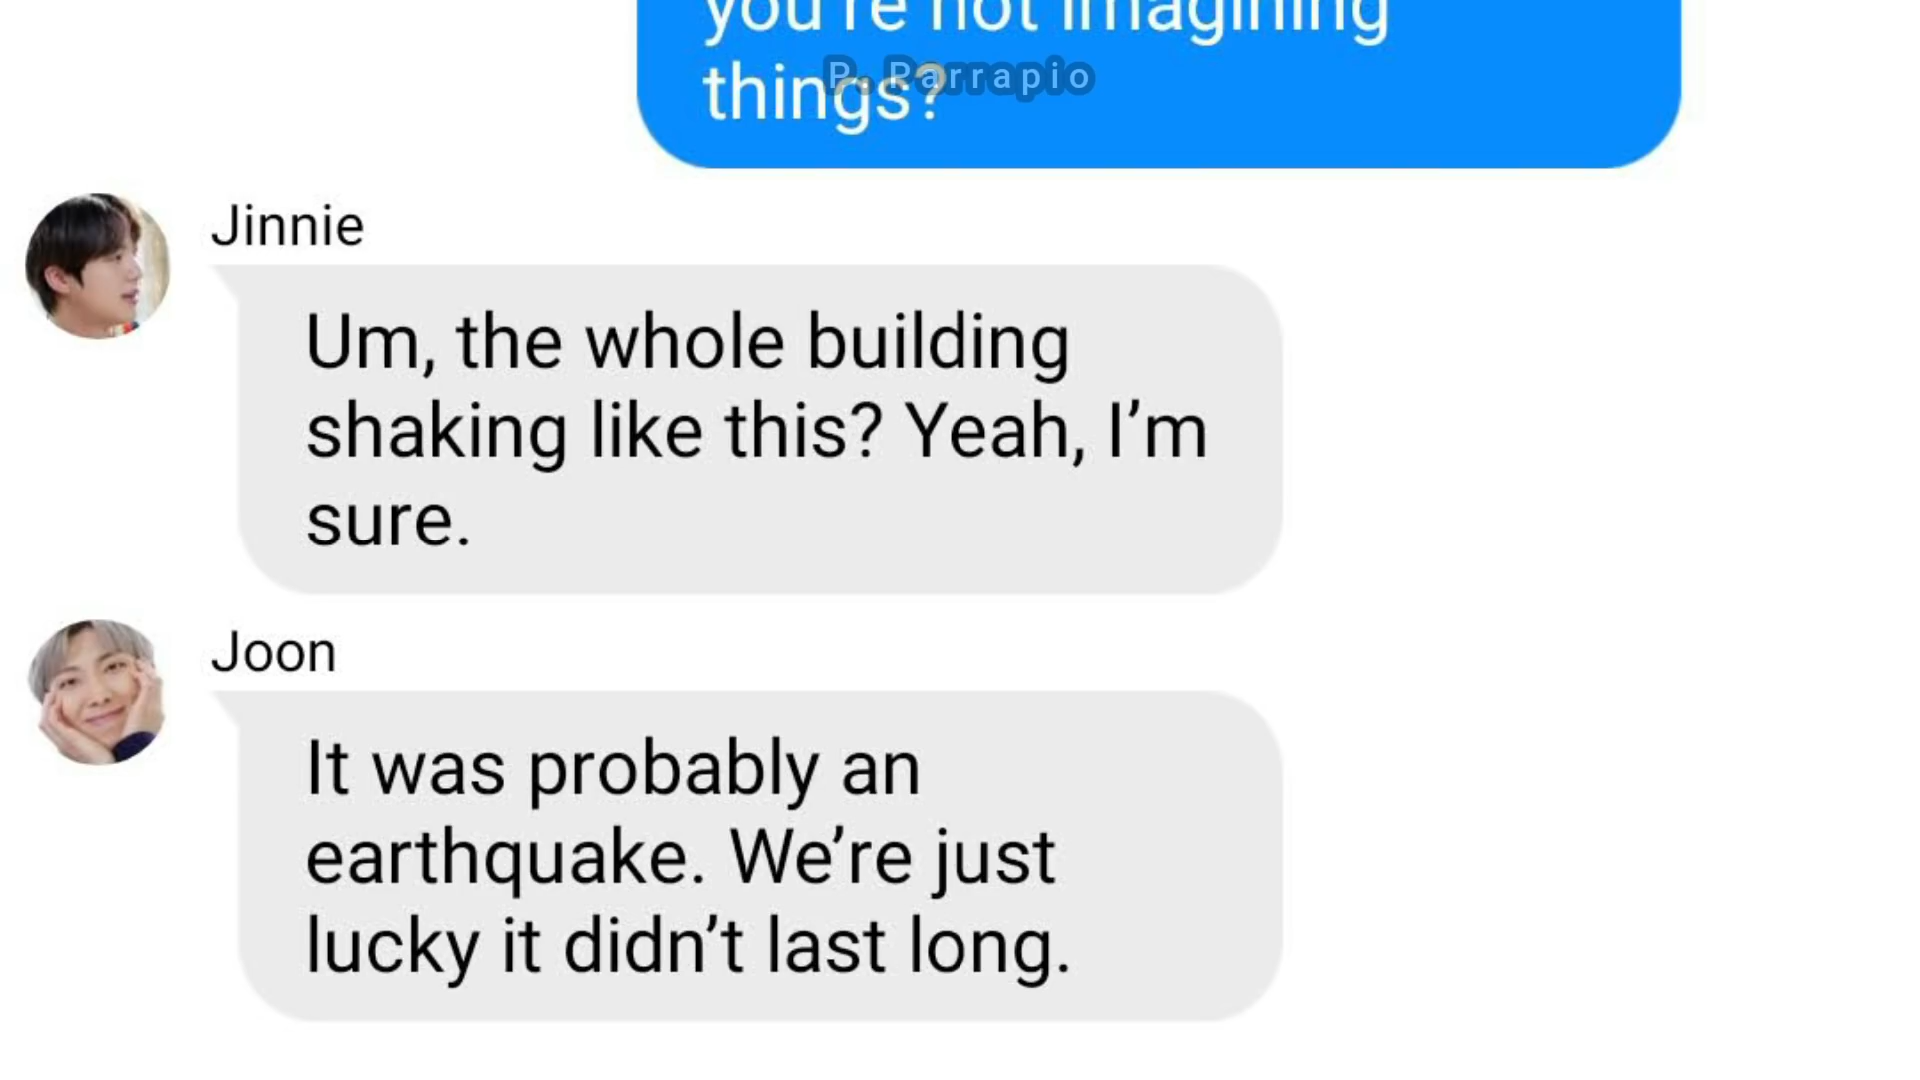 you're not imagining
things?
P. Parrapio
Jinnie
Um, the whole building
shaking like this? Yeah, I’m
sure.
Joon
It was probably an
earthquake. We’re just
lucky it didn’t last long.